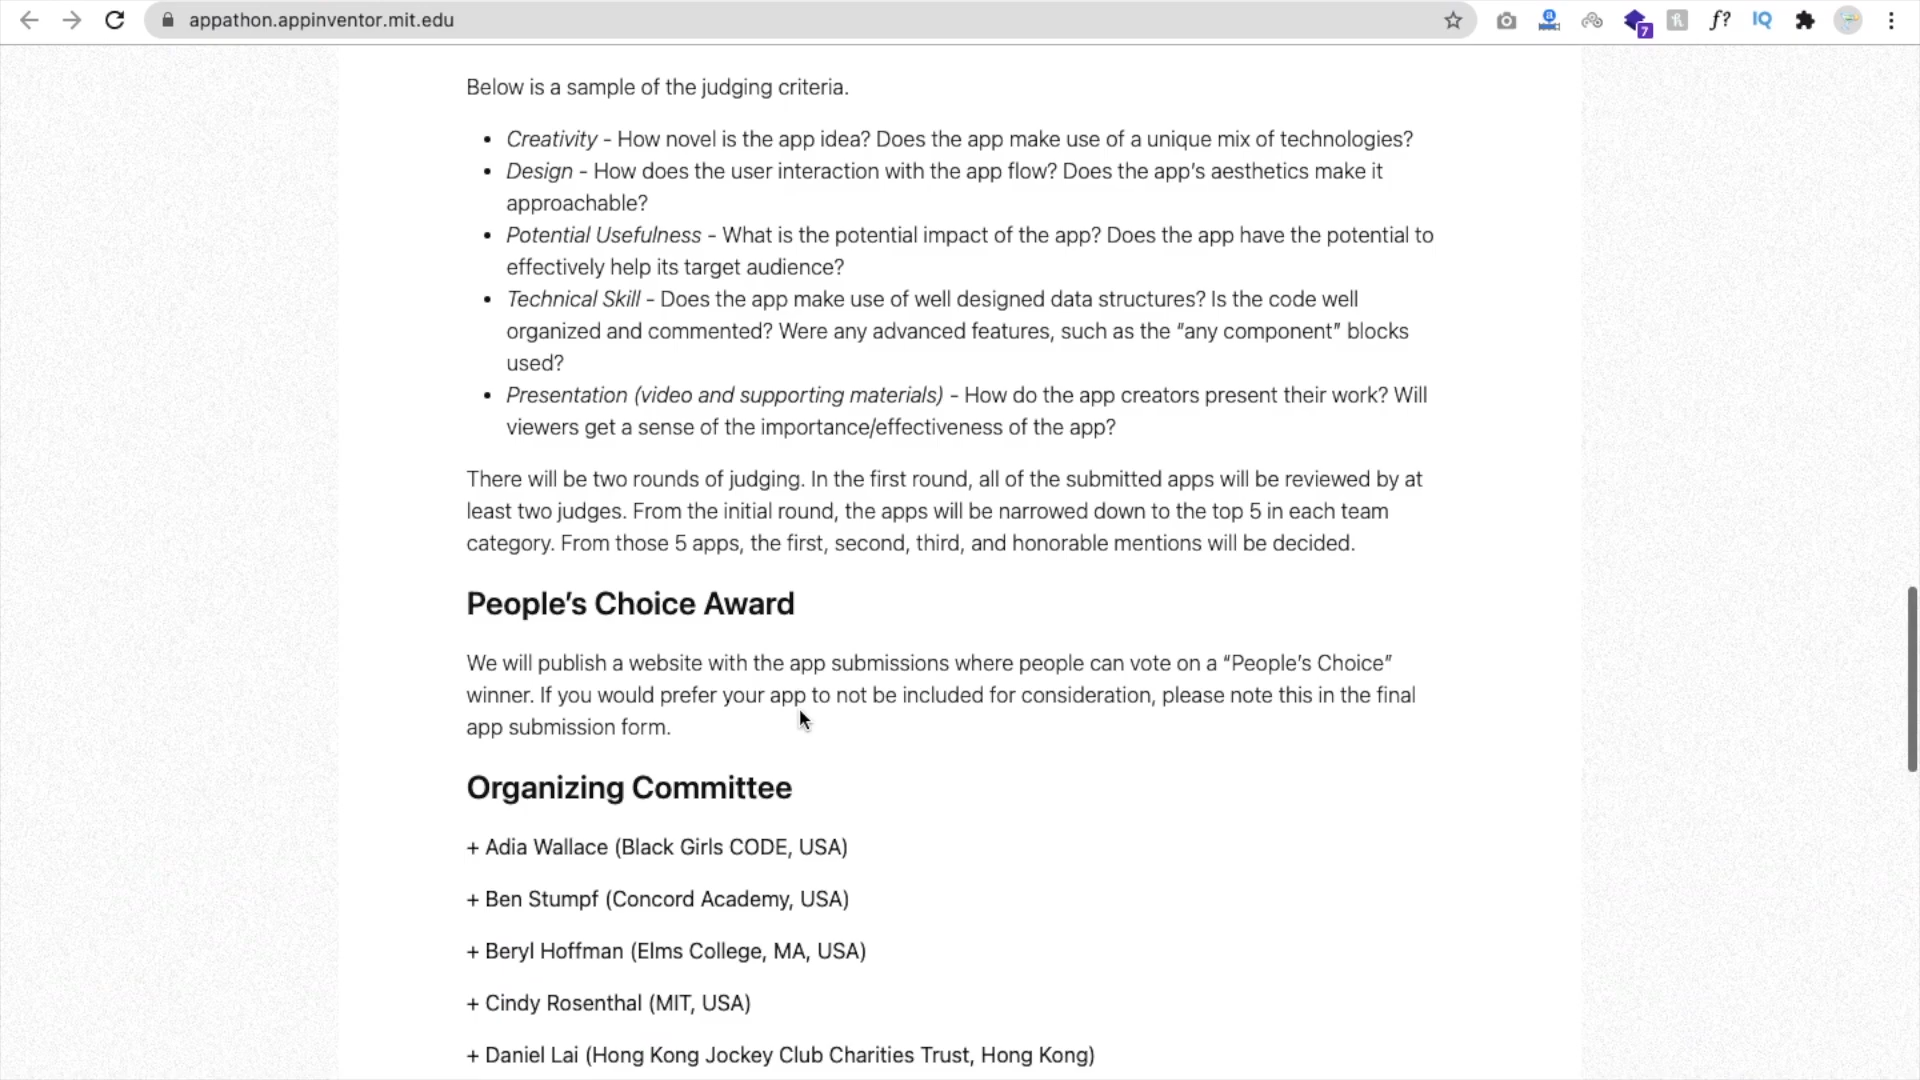 appathon.appinventor.mit.edu
7
f?
IQ
Below is a sample of the judging criteria.
• Creativity - How novel is the app idea? Does the app make use of a unique mix of technologies?
• Design - How does the user interaction with the app flow? Does the app’s aesthetics make it
approachable?
• Potential Usefulness - What is the potential impact of the app? Does the app have the potential to
effectively help its target audience?
• Technical Skill - Does the app make use of well designed data structures? Is the code well
organized and commented? Were any advanced features, such as the “any component” blocks
used?
• Presentation (video and supporting materials) - How do the app creators present their work? Will
viewers get a sense of the importance/effectiveness of the app?
There will be two rounds of judging. In the first round, all of the submitted apps will be reviewed by at
least two judges. From the initial round, the apps will be narrowed down to the top 5 in each team
category. From those 5 apps, the first, second, third, and honorable mentions will be decided.
People’s Choice Award
We will publish a website with the app submissions where people can vote on a “People’s Choice”
winner. If you would prefer your app to not be included for consideration, please note this in the final
app submission form.
Organizing Committee
+ Adia Wallace (Black Girls CODE, USA)
+ Ben Stumpf (Concord Academy, USA)
+ Beryl Hoffman (Elms College, MA, USA)
+ Cindy Rosenthal (MIT, USA)
+ Daniel Lai (Hong Kong Jockey Club Charities Trust, Hong Kong)